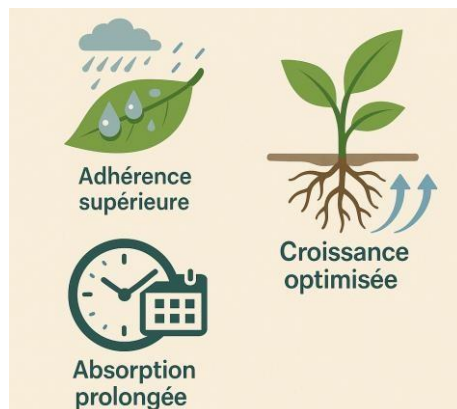 Adhérence
supérieure
Croissance
optimisée
Absorption
prolongée